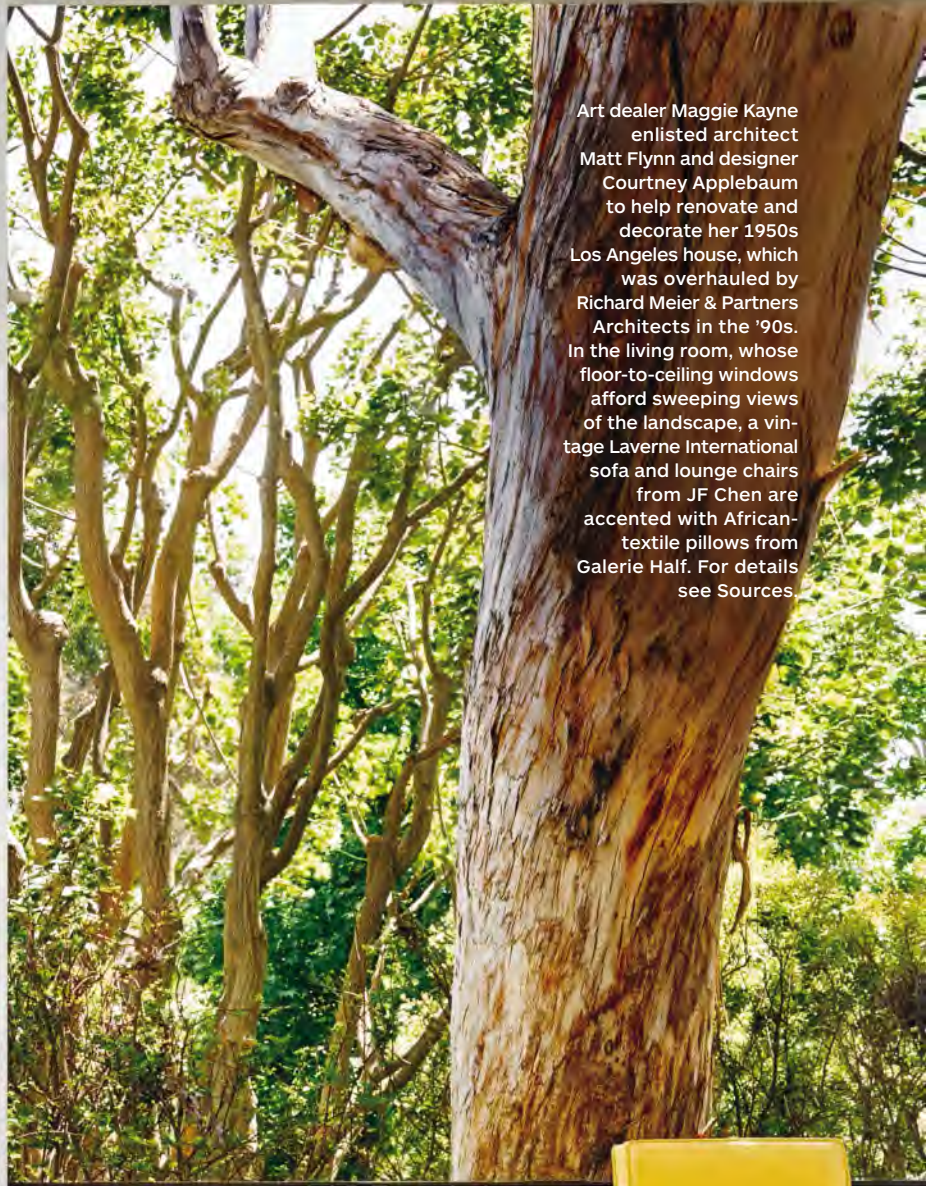 Art dealer Maggie Kayne
enlisted architect
Matt Flynn and designer
Courtney Applebaum
to help renovate and
decorate her 1950s
Los Angeles house, which
was overhauled by
Richard Meier & Partners
Architects in the ’90s.
In the living room, whose
floor-to-ceiling windows
afford sweeping views
of the landscape, a vin-
tage Laverne International
sofa and lounge chairs
from JF Chen are
accented with African-
textile pillows from
Galerie Half. For details
see Sources.